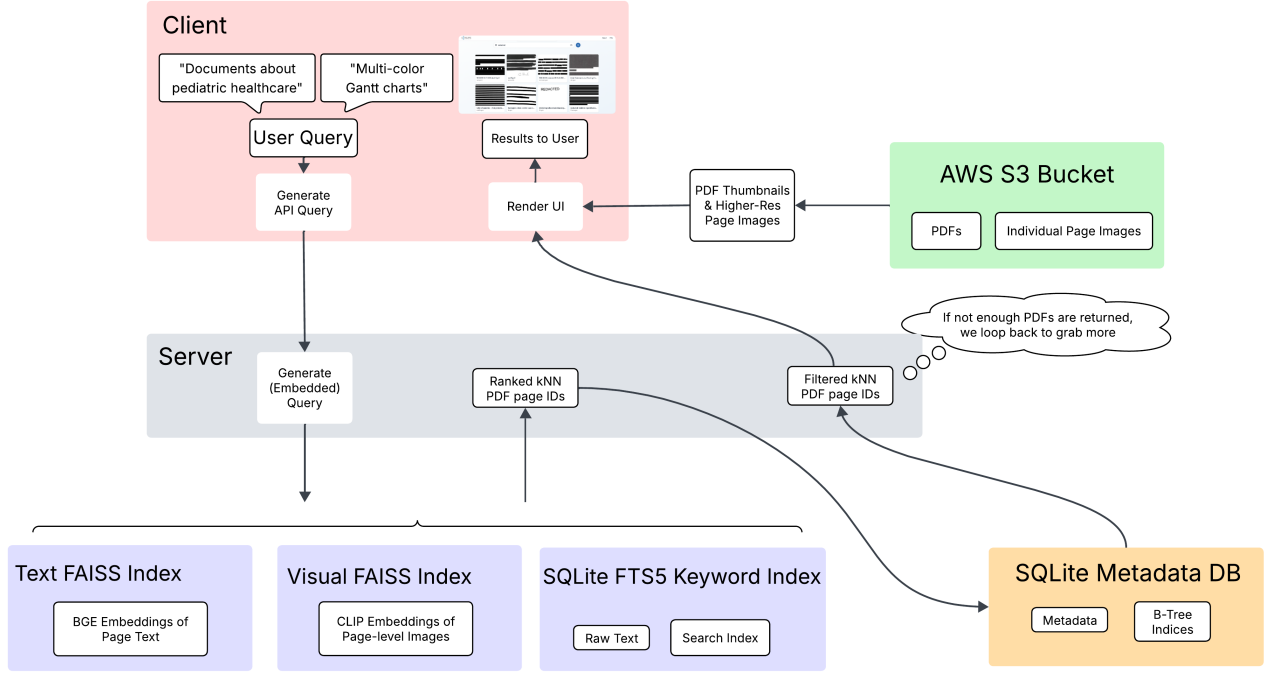 Client
"Documents about
pediatric healthcare"
"Multi-color
Gantt charts"
REDACTED
User Query
Results to User
Generate
API Query
Render UI
PDF Thumbnails
& Higher-Res
Page Images
AWS S3 Bucket
PDFs
Individual Page Images
If not enough PDFs are returned,
we loop back to grab more
Server
Generate
(Embedded)
Query
Ranked kNN
PDF page IDs
Filtered kNN
PDF page IDs
Text FAISS Index
BGE Embeddings of
Page Text
Visual FAISS Index
CLIP Embeddings of
Page-level Images
SQLite FTS5 Keyword Index
Raw Text
Search Index
SQLite Metadata DB
Metadata
B-Tree
Indices